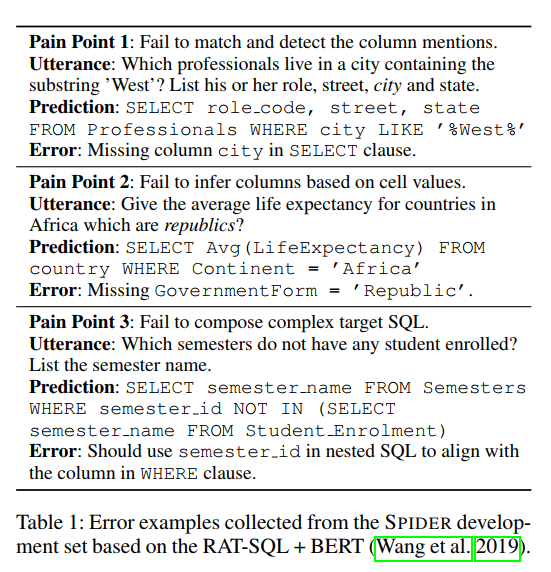 Pain Point 1: Fail to match and detect the column mentions.
Utterance: Which professionals live in a city containing the
substring ’West’? List his or her role, street, city and state.
Prediction: SELECT role_code, street, state
FROM Professionals WHERE city LIKE ’%West%’
Error: Missing column city in SELECT clause.
Pain Point 2: Fail to infer columns based on cell values.
Utterance: Give the average life expectancy for countries in
Africa which are republics?
Prediction: SELECT Avg(LifeExpectancy) FROM
country WHERE Continent = ’Africa’
Error: Missing GovernmentForm = ’Republic’.
Pain Point 3: Fail to compose complex target SQL.
Utterance: Which semesters do not have any student enrolled?
List the semester name.
Prediction: SELECT semester_name FROM Semesters
WHERE semester_id NOT IN (SELECT
semester_name FROM Student_Enrolment)
Error: Should use semester_id in nested SQL to align with
the column in WHERE clause.
Table 1: Error examples collected from the SPIDER develop-
ment set based on the RAT-SQL + BERT (Wang et al. 2019).